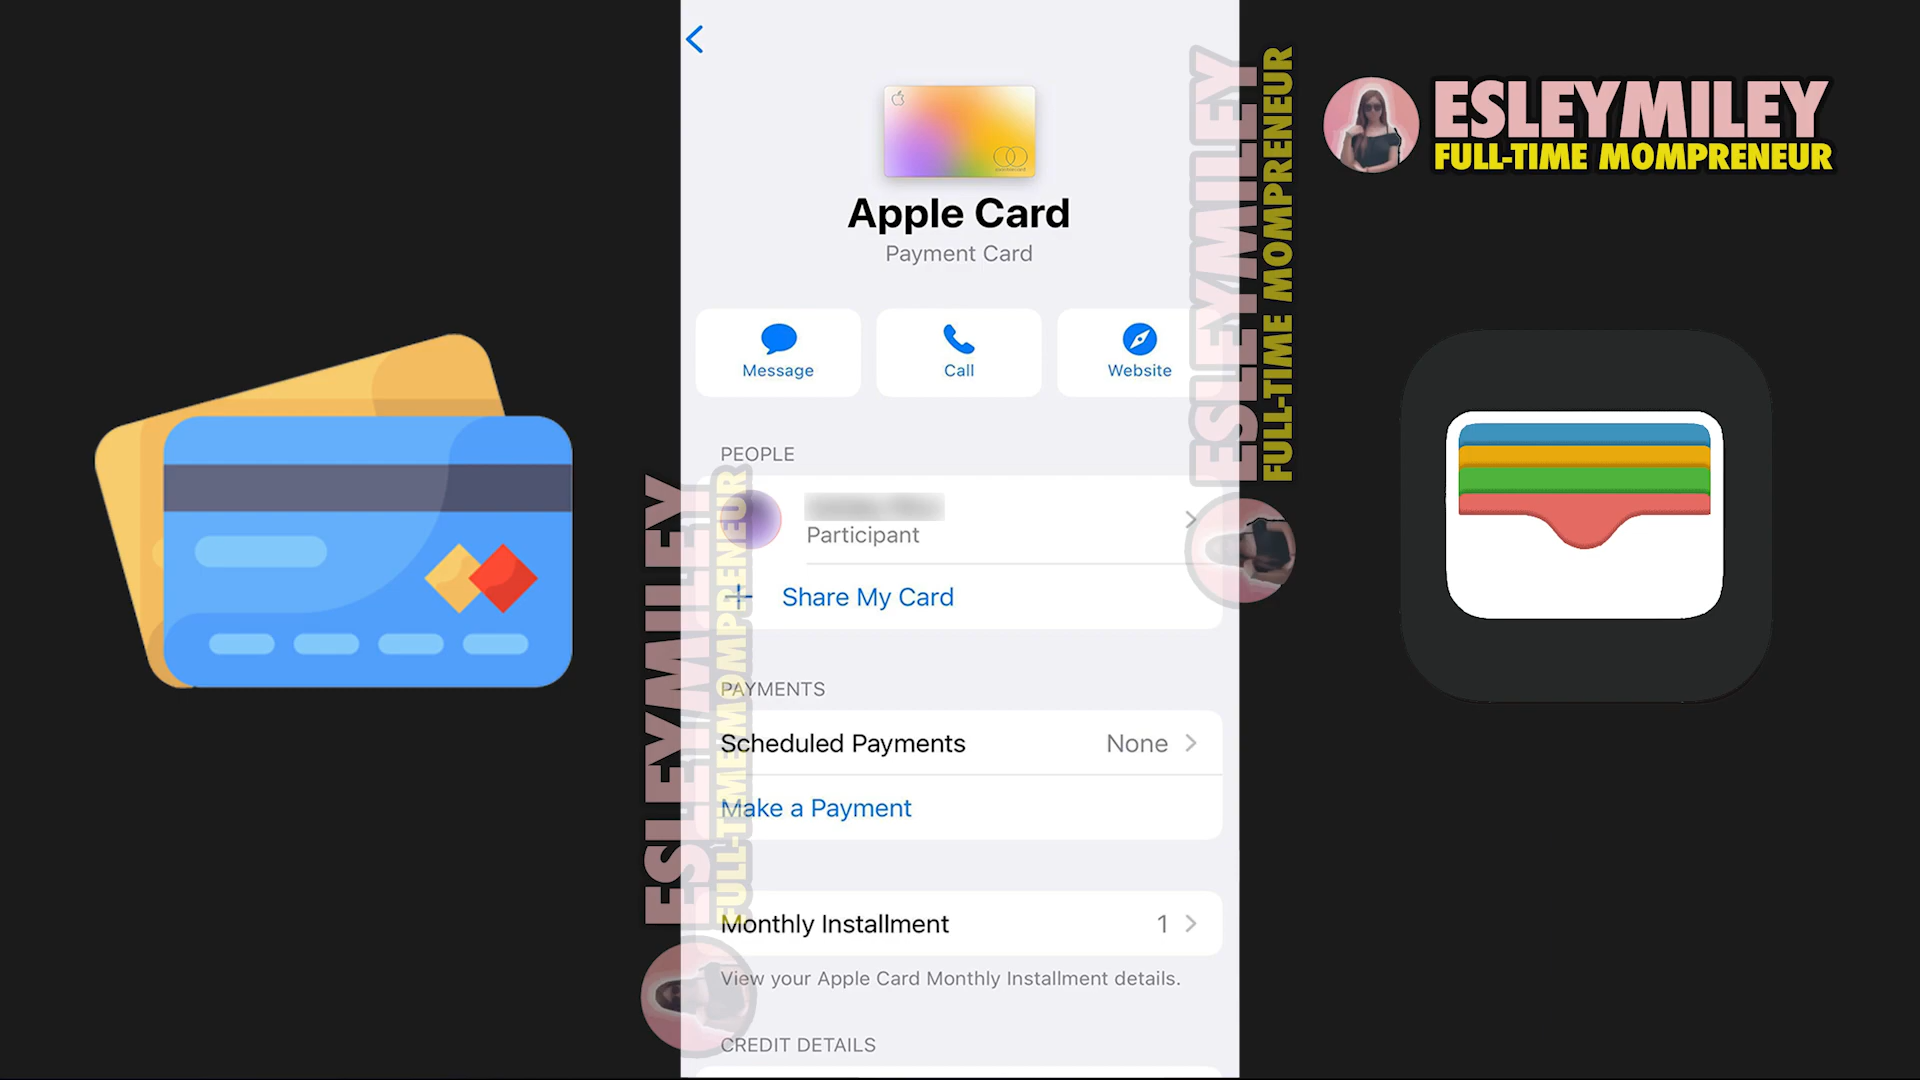 ESLEYMILEY
FULL-TIME MOMPRENEUR
Apple Card
Payment Card
Message
Call
Website
PEOPLE
Participant
Share My Card
PAYMENTS
Scheduled Payments
None
Make a Payment
Monthly Installment
1
View your Apple Card Monthly Installment details.
CREDIT DETAILS
ESLEYMILEY
FULL-TIME MOMPRENEUR
ESLEYMILEY
FULL-TIME MOMPRENEUR